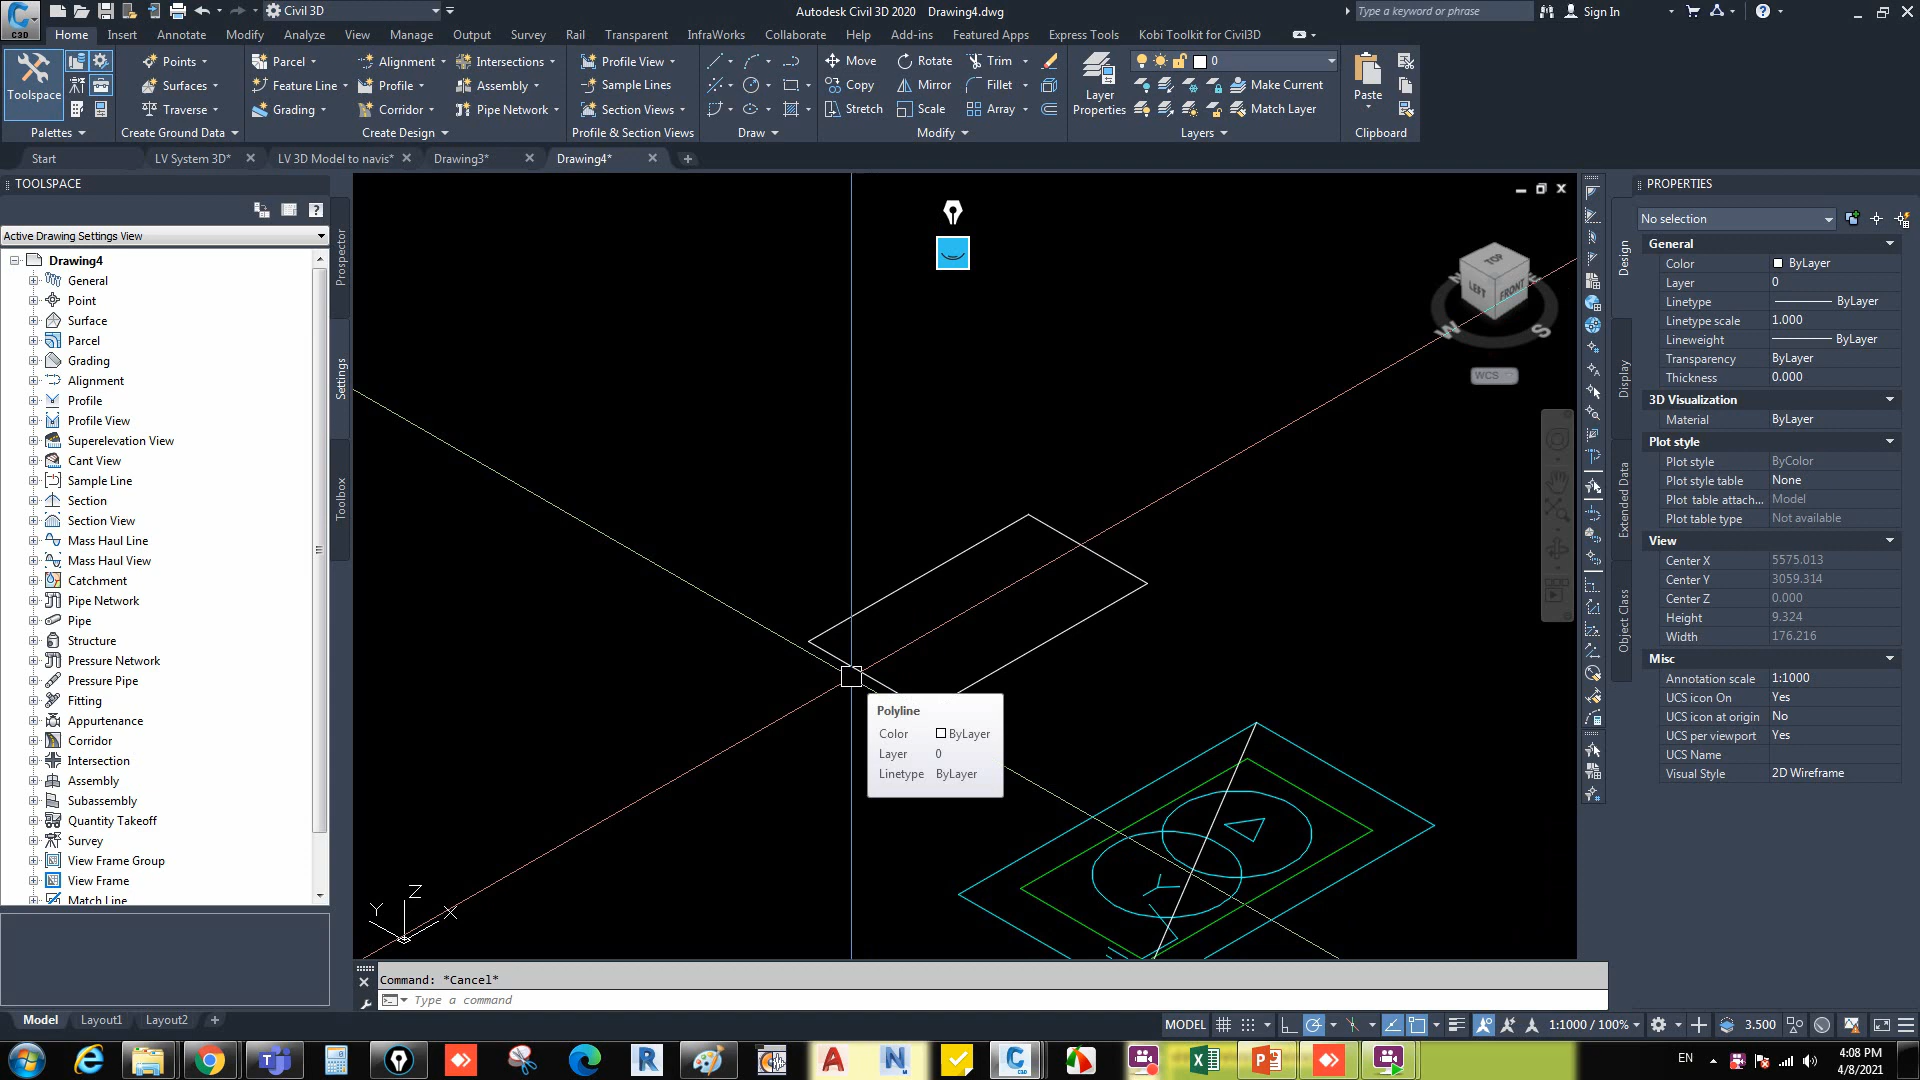 Civil 3D
Autodesk Civil 3D 2020 Drawing4.dwg
Type a keyword or phrase
Sign In
C3D
Home Insert Annotate Modify Analyze View Manage Output Survey Rail Transparent InfraWorks Collaborate Help Add-ins Featured Apps Express Tools Kobi Toolkit for Civil3D
Toolspace
Points
Surfaces
Traverse
Parcel
Feature Line
Grading
Alignment
Profile
Corridor
Intersections
Assembly
Pipe Network
Profile View
Sample Lines
Section Views
Move
Copy
Stretch
Rotate
Mirror
Scale
Trim
Fillet
Array
Layer
Properties
0
Make Current
Match Layer
Paste
Palettes
Create Ground Data
Create Design
Profile & Section Views
Draw
Modify
Layers
Clipboard
Start
LV System 3D*
LV 3D Model to navis*
Drawing3*
Drawing4*
TOOLSPACE
Active Drawing Settings View
Drawing4
General
Point
Surface
Parcel
Grading
Alignment
Profile
Profile View
Superelevation View
Cant View
Sample Line
Section
Section View
Mass Haul Line
Mass Haul View
Catchment
Pipe Network
Pipe
Structure
Pressure Network
Pressure Pipe
Fitting
Appurtenance
Corridor
Intersection
Assembly
Subassembly
Quantity Takeoff
Survey
View Frame Group
View Frame
Match Line
Prospector
Settings
Toolbox
TOP
LEFT
FRONT
W
S
WCS
Polyline
Color ByLayer
Layer 0
Linetype ByLayer
Y
Z
X
Y
PROPERTIES
No selection
Design
Display
Extended Data
Object Class
General
Color ByLayer
Layer 0
Linetype ByLayer
Linetype scale 1.000
Lineweight ByLayer
Transparency ByLayer
Thickness 0.000
3D Visualization
Material ByLayer
Plot style
Plot style ByColor
Plot style table None
Plot table attach... Model
Plot table type Not available
View
Center X 5575.013
Center Y 3059.314
Center Z 0.000
Height 9.324
Width 176.216
Misc
Annotation scale 1:1000
UCS icon On Yes
UCS icon at origin No
UCS per viewport Yes
UCS Name
Visual Style 2D Wireframe
Command: *Cancel*
Type a command
Model Layout1 Layout2
MODEL
1:1000 / 100%
3.500
EN
4:08 PM
4/8/2021